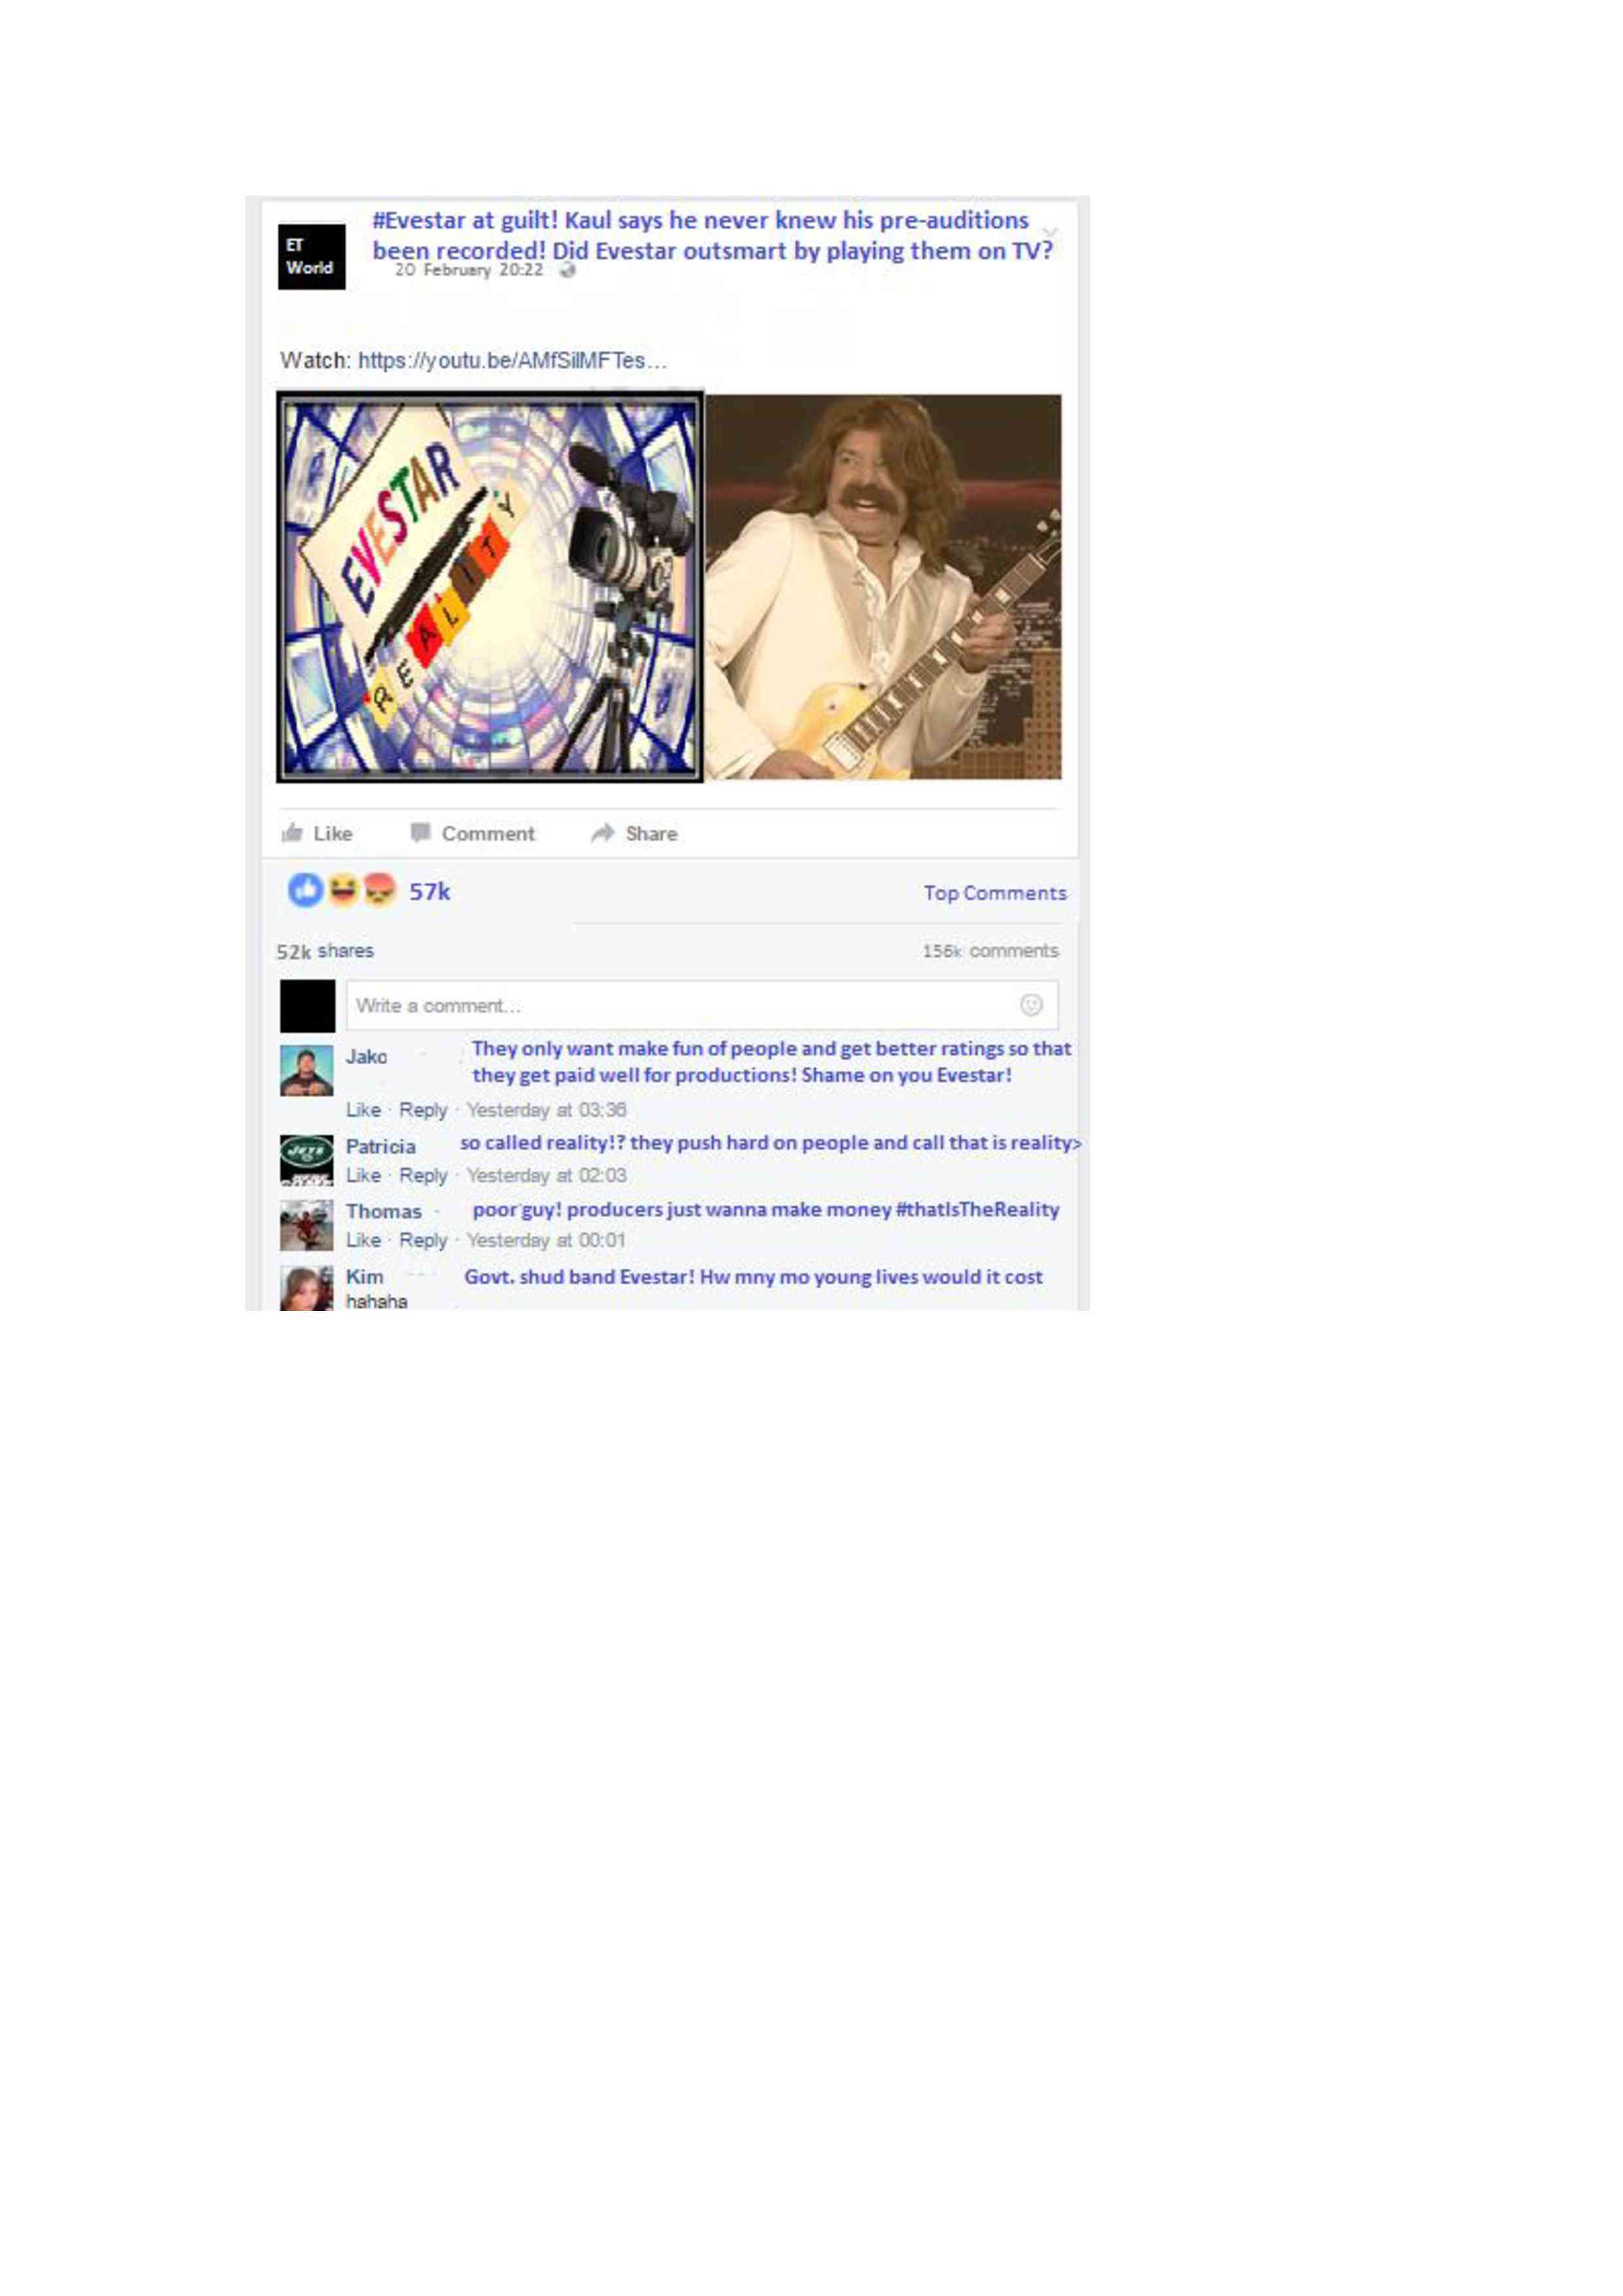 #Evestar at guilt! Kaul says he never knew his pre-auditions
been recorded! Did Evestar outsmart by playing them on TV?
ET
World
20 February 20:22
Watch: https://youtu.be/AMfSilMFTes...
EVESTAR
REALITY
Like Comment Share
57k Top Comments
52k shares 156k comments
Write a comment...
Jako They only want make fun of people and get better ratings so that
they get paid well for productions! Shame on you Evestar!
Like · Reply · Yesterday at 03:36
JETS
Patricia so called reality!? they push hard on people and call that is reality>
Like · Reply · Yesterday at 02:03
Thomas poor guy! producers just wanna make money #thatIsTheReality
Like · Reply · Yesterday at 00:01
Kim Govt. shud band Evestar! Hw mny mo young lives would it cost
hahaha